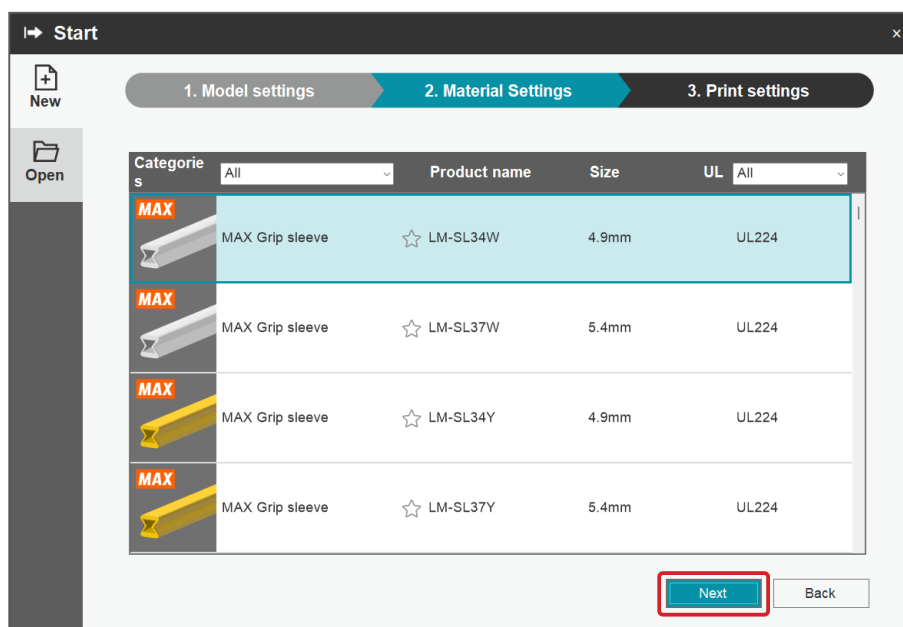 Start
×
New
Open
1. Model settings
2. Material Settings
3. Print settings
Categorie
s
All
Product name
Size
UL
All
MAX
MAX Grip sleeve
LM-SL34W
4.9mm
UL224
MAX
MAX Grip sleeve
LM-SL37W
5.4mm
UL224
MAX
MAX Grip sleeve
LM-SL34Y
4.9mm
UL224
MAX
MAX Grip sleeve
LM-SL37Y
5.4mm
UL224
Next
Back